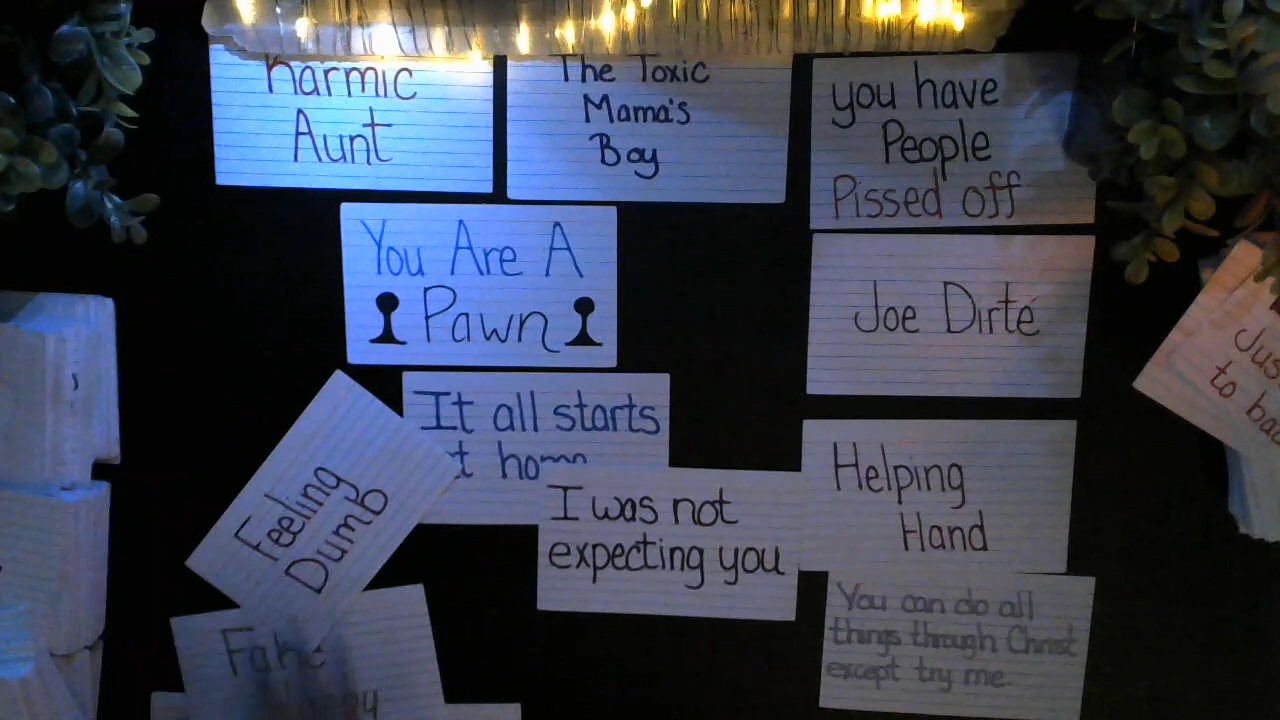 Karmic
Aunt
The Toxic
Mama's
Boy
you have
People
Pissed off
You Are A
Pawn
Joe Dirté
It all starts
Feeling
Dumb
I was not
expecting you
Helping
Hand
You can do all
things through Christ
except try me.
to